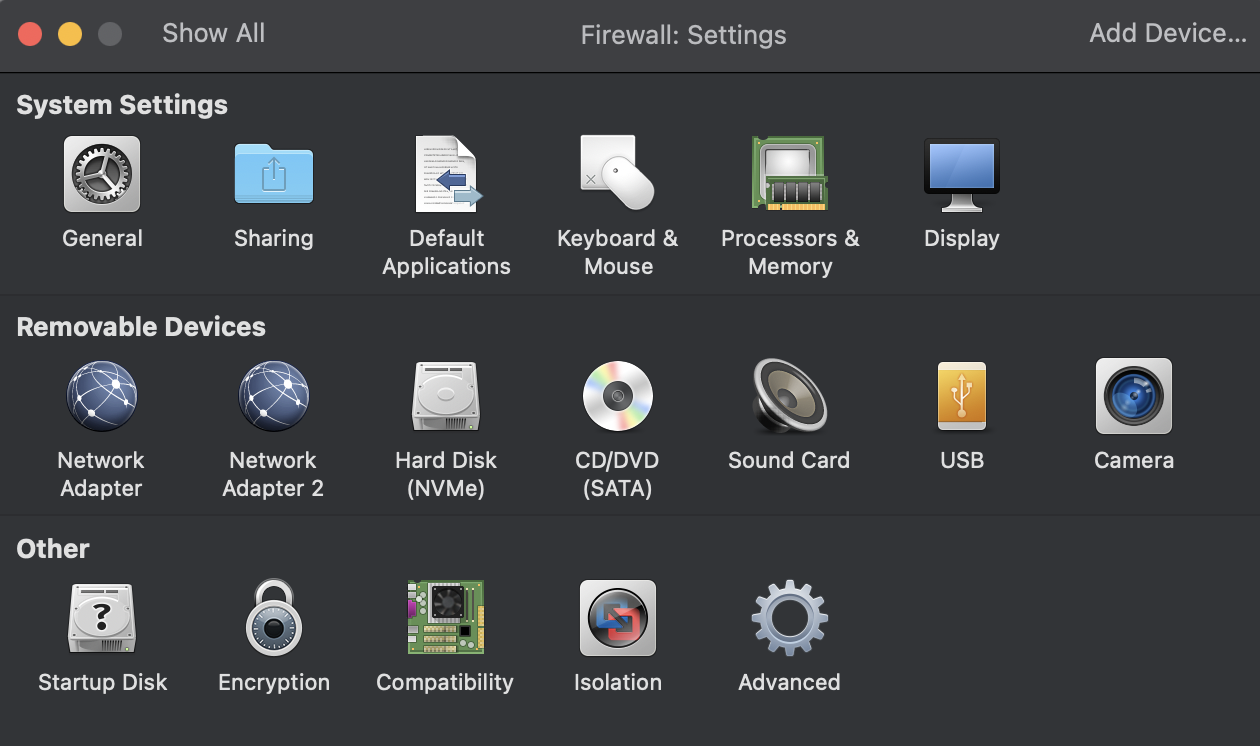 Show All
Firewall: Settings
Add Device...
System Settings
General
Sharing
Default
Applications
Keyboard &
Mouse
Processors &
Memory
Display
Removable Devices
Network
Adapter
Network
Adapter 2
Hard Disk
(NVMe)
CD/DVD
(SATA)
Sound Card
USB
Camera
Other
?
Startup Disk
Encryption
Compatibility
Isolation
Advanced